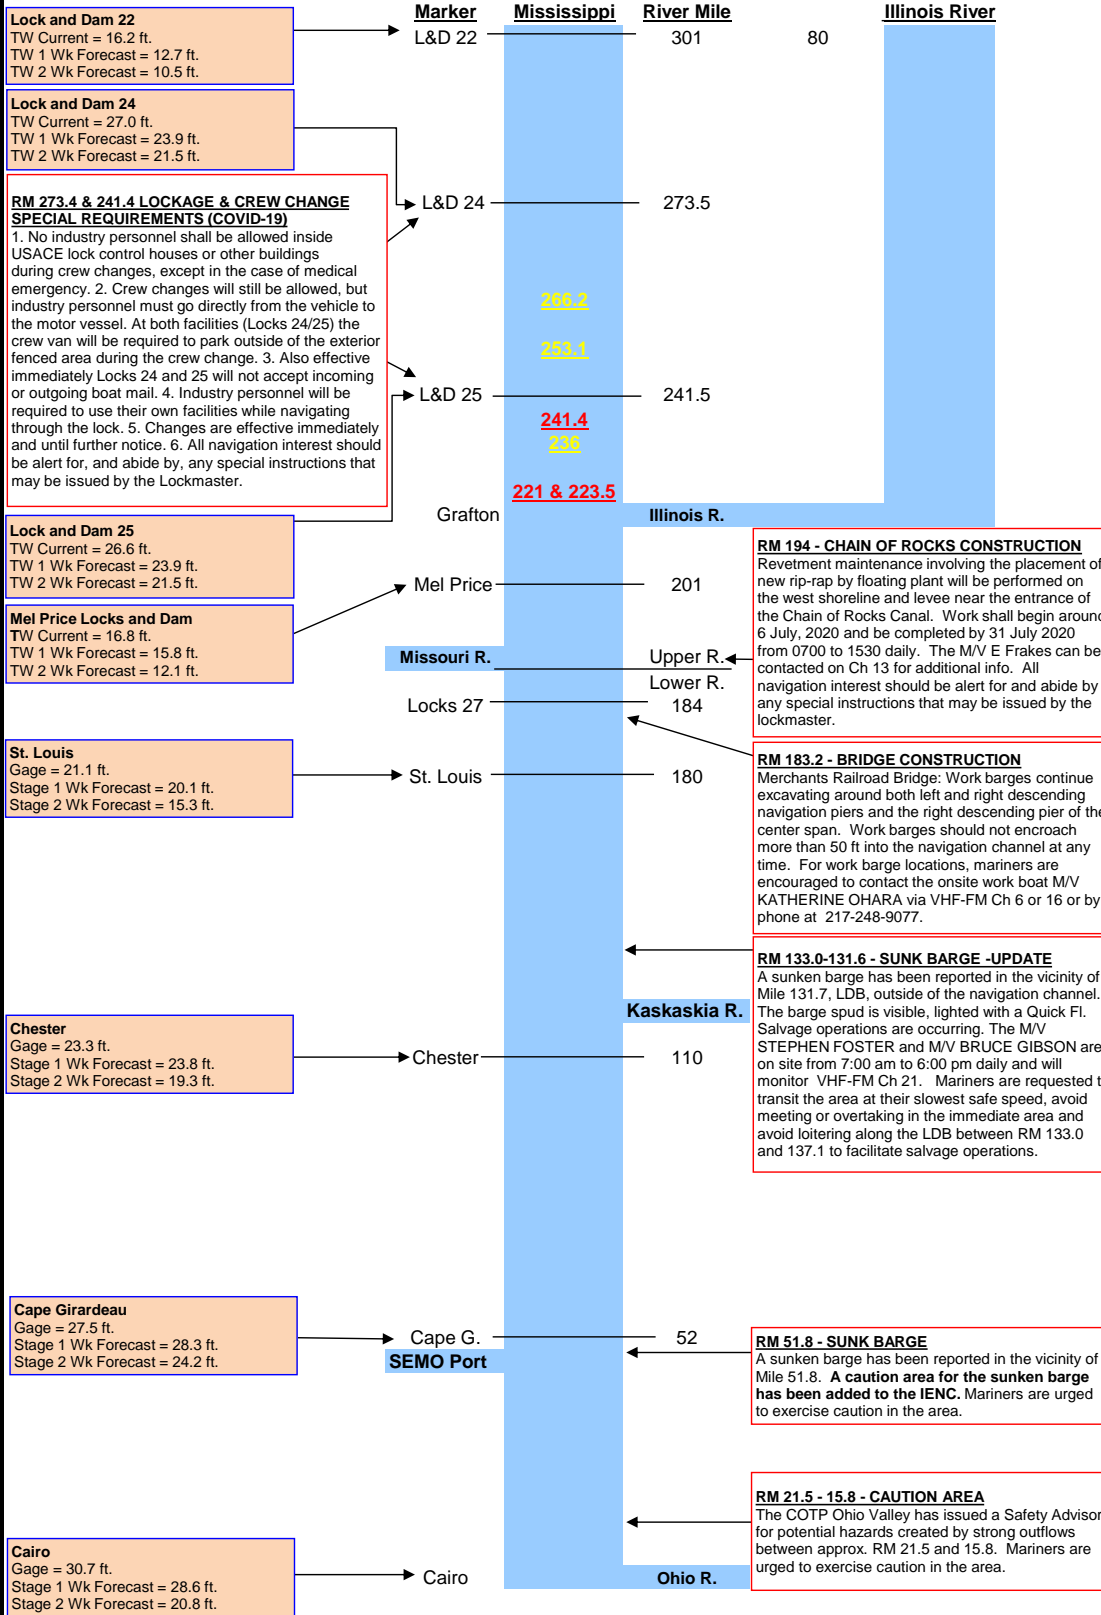 Marker Mississippi River Mile Illinois River
Lock and Dam 22
TW Current = 16.2 ft.
TW 1 Wk Forecast = 12.7 ft.
TW 2 Wk Forecast = 10.5 ft.
L&D 22 301 80
Lock and Dam 24
TW Current = 27.0 ft.
TW 1 Wk Forecast = 23.9 ft.
TW 2 Wk Forecast = 21.5 ft.
L&D 24 273.5
RM 273.4 & 241.4 LOCKAGE & CREW CHANGE
SPECIAL REQUIREMENTS (COVID-19)
1. No industry personnel shall be allowed inside
USACE lock control houses or other buildings
during crew changes, except in the case of medical
emergency. 2. Crew changes will still be allowed, but
industry personnel must go directly from the vehicle to
the motor vessel. At both facilities (Locks 24/25) the
crew van will be required to park outside of the exterior
fenced area during the crew change. 3. Also effective
immediately Locks 24 and 25 will not accept incoming
or outgoing boat mail. 4. Industry personnel will be
required to use their own facilities while navigating
through the lock. 5. Changes are effective immediately
and until further notice. 6. All navigation interest should
be alert for, and abide by, any special instructions that
may be issued by the Lockmaster.
266.2
253.1
L&D 25 241.5
241.4
236
221 & 223.5
Grafton Illinois R.
Lock and Dam 25
TW Current = 26.6 ft.
TW 1 Wk Forecast = 23.9 ft.
TW 2 Wk Forecast = 21.5 ft.
Mel Price 201
Mel Price Locks and Dam
TW Current = 16.8 ft.
TW 1 Wk Forecast = 15.8 ft.
TW 2 Wk Forecast = 12.1 ft.
RM 194 - CHAIN OF ROCKS CONSTRUCTION
Revetment maintenance involving the placement of
new rip-rap by floating plant will be performed on
the west shoreline and levee near the entrance of
the Chain of Rocks Canal. Work shall begin around
6 July, 2020 and be completed by 31 July 2020
from 0700 to 1530 daily. The M/V E Frakes can be
contacted on Ch 13 for additional info. All
navigation interest should be alert for and abide by
any special instructions that may be issued by the
lockmaster.
Missouri R. Upper R.
Lower R.
Locks 27 184
St. Louis
Gage = 21.1 ft.
Stage 1 Wk Forecast = 20.1 ft.
Stage 2 Wk Forecast = 15.3 ft.
St. Louis 180
RM 183.2 - BRIDGE CONSTRUCTION
Merchants Railroad Bridge: Work barges continue
excavating around both left and right descending
navigation piers and the right descending pier of the
center span. Work barges should not encroach
more than 50 ft into the navigation channel at any
time. For work barge locations, mariners are
encouraged to contact the onsite work boat M/V
KATHERINE OHARA via VHF-FM Ch 6 or 16 or by
phone at 217-248-9077.
RM 133.0-131.6 - SUNK BARGE -UPDATE
A sunken barge has been reported in the vicinity of
Mile 131.7, LDB, outside of the navigation channel.
The barge spud is visible, lighted with a Quick Fl.
Salvage operations are occurring. The M/V
STEPHEN FOSTER and M/V BRUCE GIBSON are
on site from 7:00 am to 6:00 pm daily and will
monitor VHF-FM Ch 21. Mariners are requested t
transit the area at their slowest safe speed, avoid
meeting or overtaking in the immediate area and
avoid loitering along the LDB between RM 133.0
and 137.1 to facilitate salvage operations.
Kaskaskia R.
Chester
Gage = 23.3 ft.
Stage 1 Wk Forecast = 23.8 ft.
Stage 2 Wk Forecast = 19.3 ft.
Chester 110
Cape Girardeau
Gage = 27.5 ft.
Stage 1 Wk Forecast = 28.3 ft.
Stage 2 Wk Forecast = 24.2 ft.
Cape G. 52
SEMO Port
RM 51.8 - SUNK BARGE
A sunken barge has been reported in the vicinity of
Mile 51.8. A caution area for the sunken barge
has been added to the IENC. Mariners are urged
to exercise caution in the area.
RM 21.5 - 15.8 - CAUTION AREA
The COTP Ohio Valley has issued a Safety Advisor
for potential hazards created by strong outflows
between approx. RM 21.5 and 15.8. Mariners are
urged to exercise caution in the area.
Cairo
Gage = 30.7 ft.
Stage 1 Wk Forecast = 28.6 ft.
Stage 2 Wk Forecast = 20.8 ft.
Cairo Ohio R.